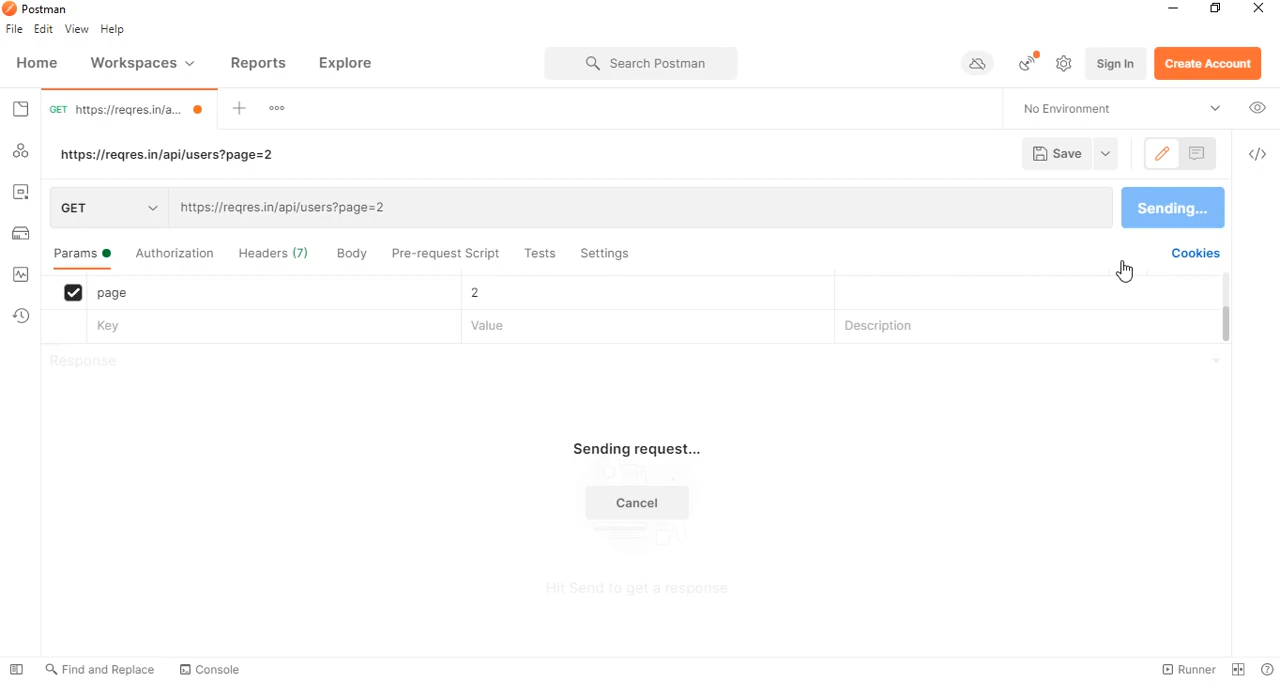 Postman
File Edit View Help
Home Workspaces Reports Explore Search Postman Sign In Create Account
GET https://reqres.in/a... No Environment
https://reqres.in/api/users?page=2 Save
GET https://reqres.in/api/users?page=2 Sending...
Params Authorization Headers (7) Body Pre-request Script Tests Settings Cookies
page 2
Key Value Description
Response
Sending request...
Cancel
Hit Send to get a response
Find and Replace Console Runner